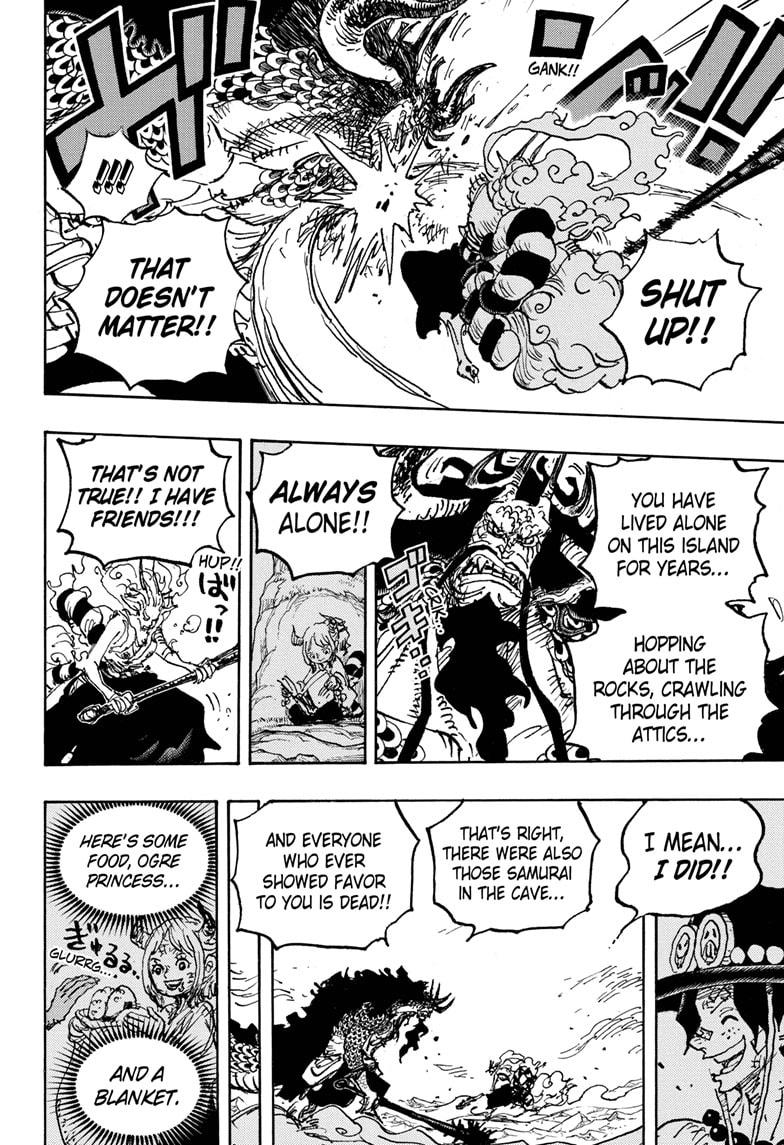 GANK!!
ガ
ン
!!
SHUT
UP!!
!!!
THAT
DOESN'T
MATTER!!
YOU HAVE
LIVED ALONE
ON THIS ISLAND
FOR YEARS...
HOPPING
ABOUT THE
ROCKS, CRAWLING
THROUGH THE
ATTICS...
ALWAYS
ALONE!!
THAT'S NOT
TRUE!! I HAVE
FRIENDS!!!
HUP!!
ばっ!!
I MEAN...
I DID!!
THAT'S RIGHT,
THERE WERE ALSO
THOSE SAMURAI
IN THE CAVE...
AND EVERYONE
WHO EVER
SHOWED FAVOR
TO YOU IS DEAD!!
HERE'S SOME
FOOD, OGRE
PRINCESS...
ぎゅるる..
GLURRG...
AND A
BLANKET.